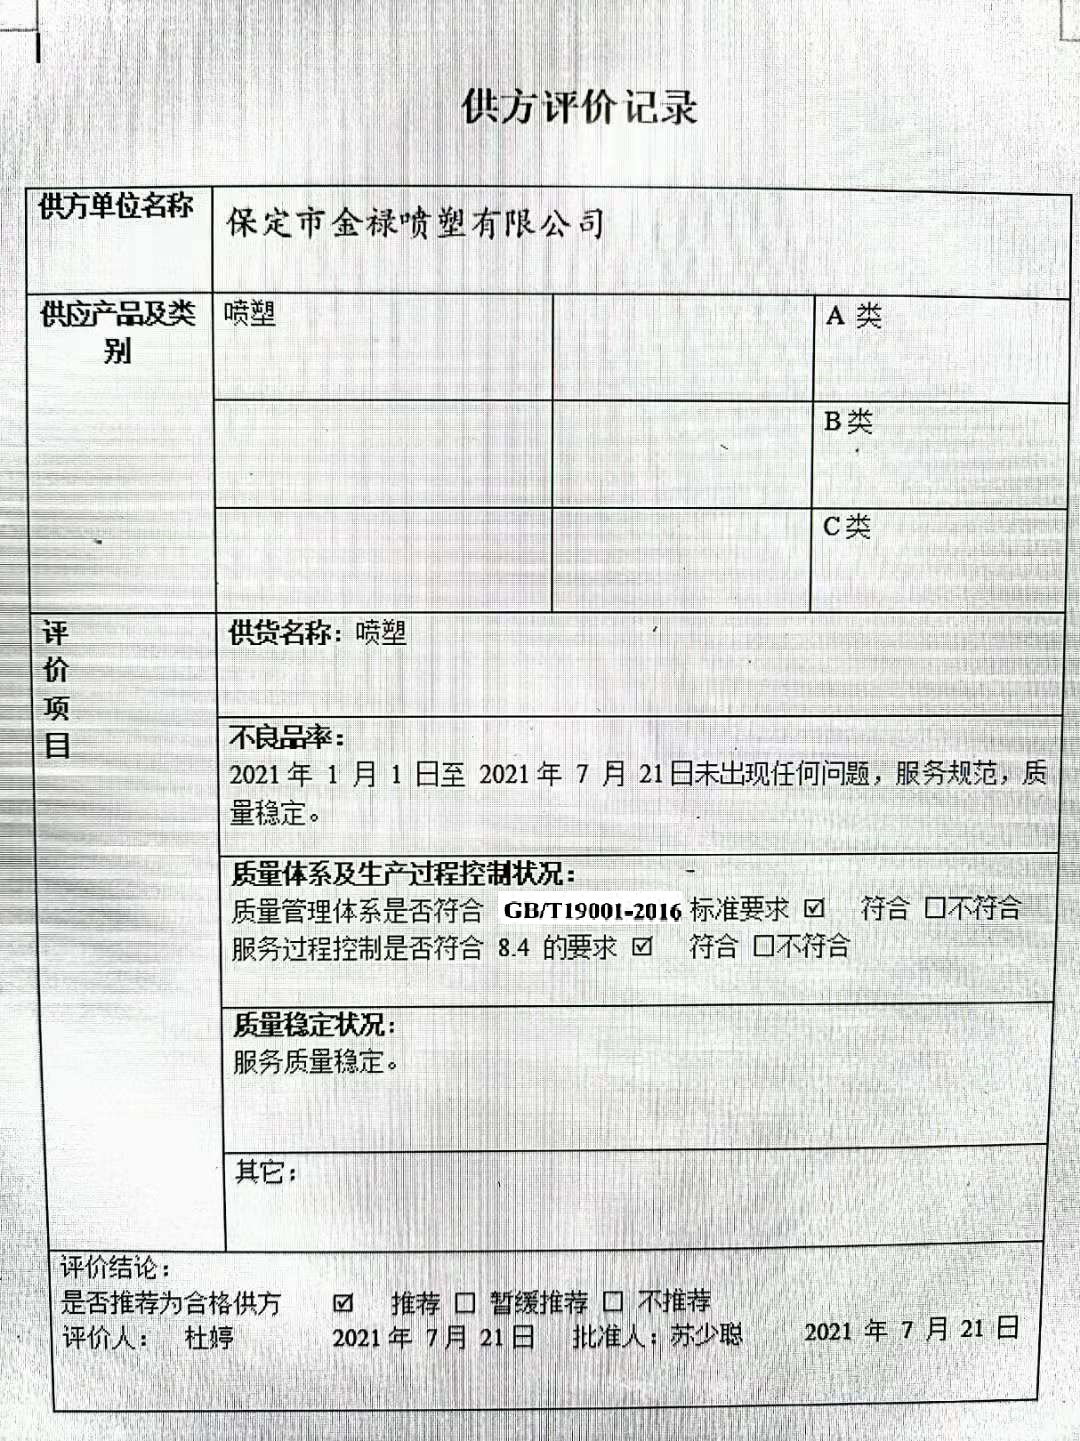 供方评价记录
供方单位名称
保定市金禄喷塑有限公司
供应产品及类
别
喷塑
A 类
B 类
C 类
评
价
项
目
供货名称：喷塑
不良品率：
2021 年 1 月 1 日至 2021 年 7 月 21 日未出现任何问题，服务规范，质
量稳定。
质量体系及生产过程控制状况：
质量管理体系是否符合 GB/T19001-2016 标准要求 ☑ 符合 □不符合
服务过程控制是否符合 8.4 的要求 ☑ 符合 □不符合
质量稳定状况：
服务质量稳定。
其它：
评价结论：
是否推荐为合格供方 ☑ 推荐 □ 暂缓推荐 □ 不推荐
评价人： 杜婷 2021 年 7 月 21 日 批准人：苏少聪 2021 年 7 月 21 日